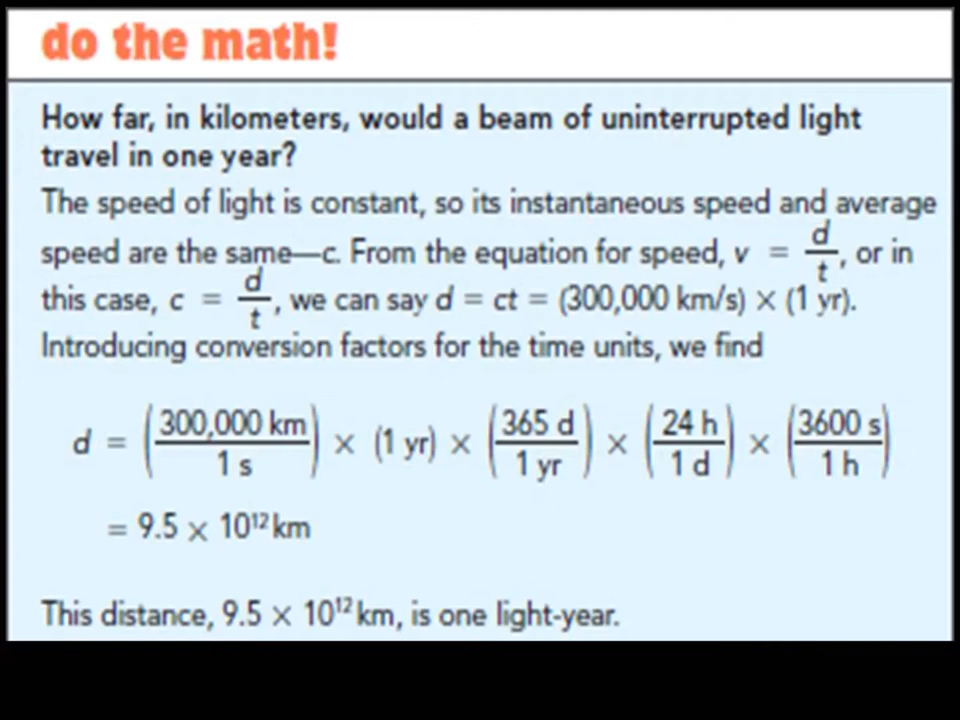 do the math!
How far, in kilometers, would a beam of uninterrupted light
travel in one year?
The speed of light is constant, so its instantaneous speed and average
speed are the same—c. From the equation for speed, v = d/t, or in
this case, c = d/t, we can say d = ct = (300,000 km/s) × (1 yr).
Introducing conversion factors for the time units, we find
d = (300,000 km / 1 s) × (1 yr) × (365 d / 1 yr) × (24 h / 1 d) × (3600 s / 1 h)
= 9.5 × 10¹² km
This distance, 9.5 × 10¹² km, is one light-year.